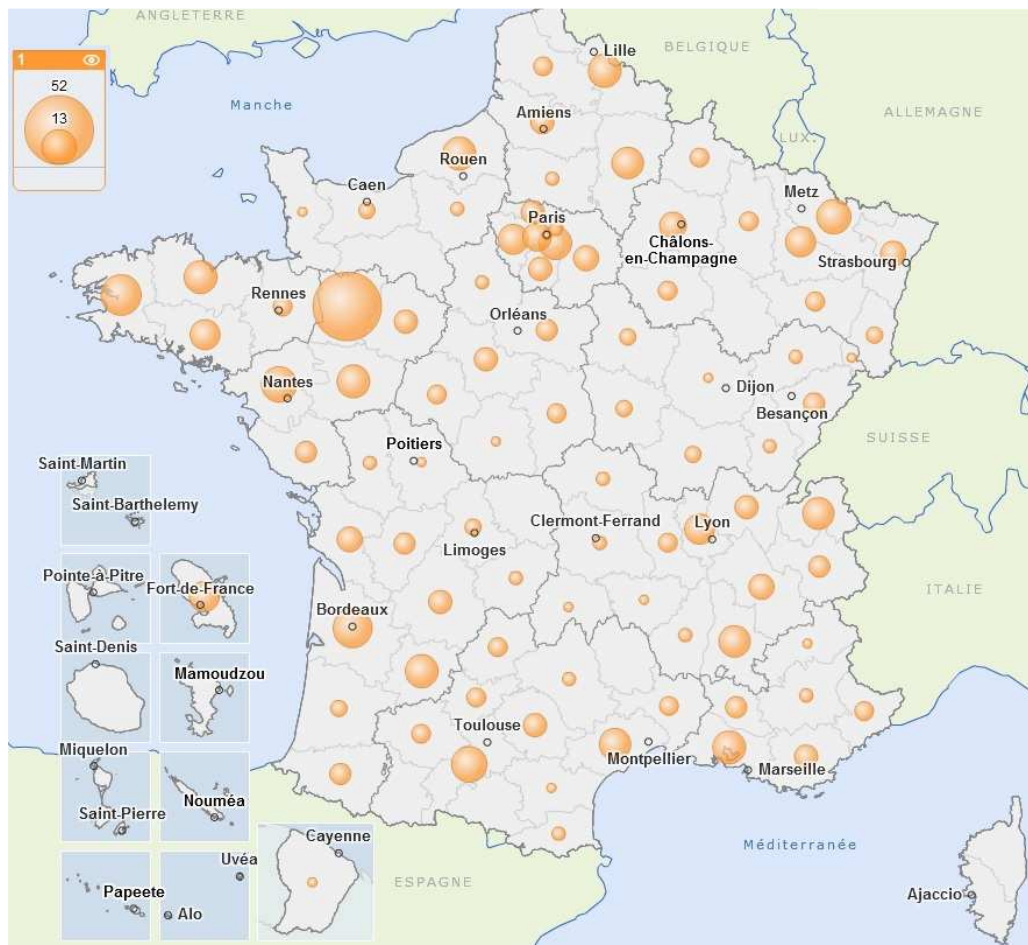 ANGLETERRE
1
52
13
Manche
Lille
BELGIQUE
ALLEMAGNE
LUX.
Amiens
Rouen
Caen
Metz
Paris
Châlons-
en-Champagne
Strasbourg
Rennes
Orléans
Nantes
Dijon
Besançon
SUISSE
Poitiers
Saint-Martin
Saint-Barthelemy
Clermont-Ferrand
Lyon
Limoges
Pointe-à-Pitre
Fort-de-France
ITALIE
Bordeaux
Saint-Denis
Mamoudzou
Toulouse
Montpellier
Marseille
Miquelon
Saint-Pierre
Nouméa
Cayenne
Méditerranée
Uvéa
Papeete
Alo
ESPAGNE
Ajaccio